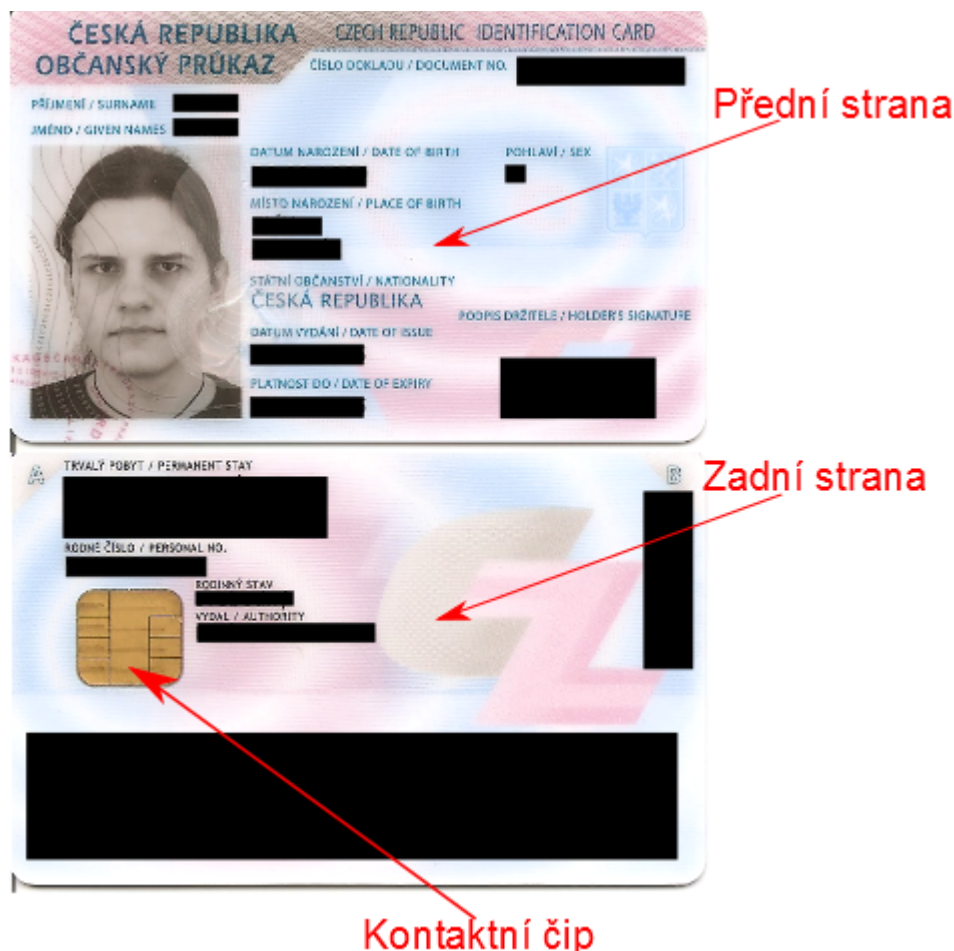 ČESKÁ REPUBLIKA
CZECH REPUBLIC IDENTIFICATION CARD
OBČANSKÝ PRŮKAZ
ČÍSLO DOKLADU / DOCUMENT NO.
PŘÍJMENÍ / SURNAME
JMÉNO / GIVEN NAMES
Přední strana
DATUM NAROZENÍ / DATE OF BIRTH
POHLAVÍ / SEX
MÍSTO NAROZENÍ / PLACE OF BIRTH
STÁTNÍ OBČANSTVÍ / NATIONALITY
ČESKÁ REPUBLIKA
PODPIS DRŽITELE / HOLDER'S SIGNATURE
DATUM VYDÁNÍ / DATE OF ISSUE
PLATNOST DO / DATE OF EXPIRY
A
TRVALÝ POBYT / PERMANENT STAY
B
Zadní strana
RODNÉ ČÍSLO / PERSONAL NO.
RODINNÝ STAV
VYDAL / AUTHORITY
CZ
Kontaktní čip